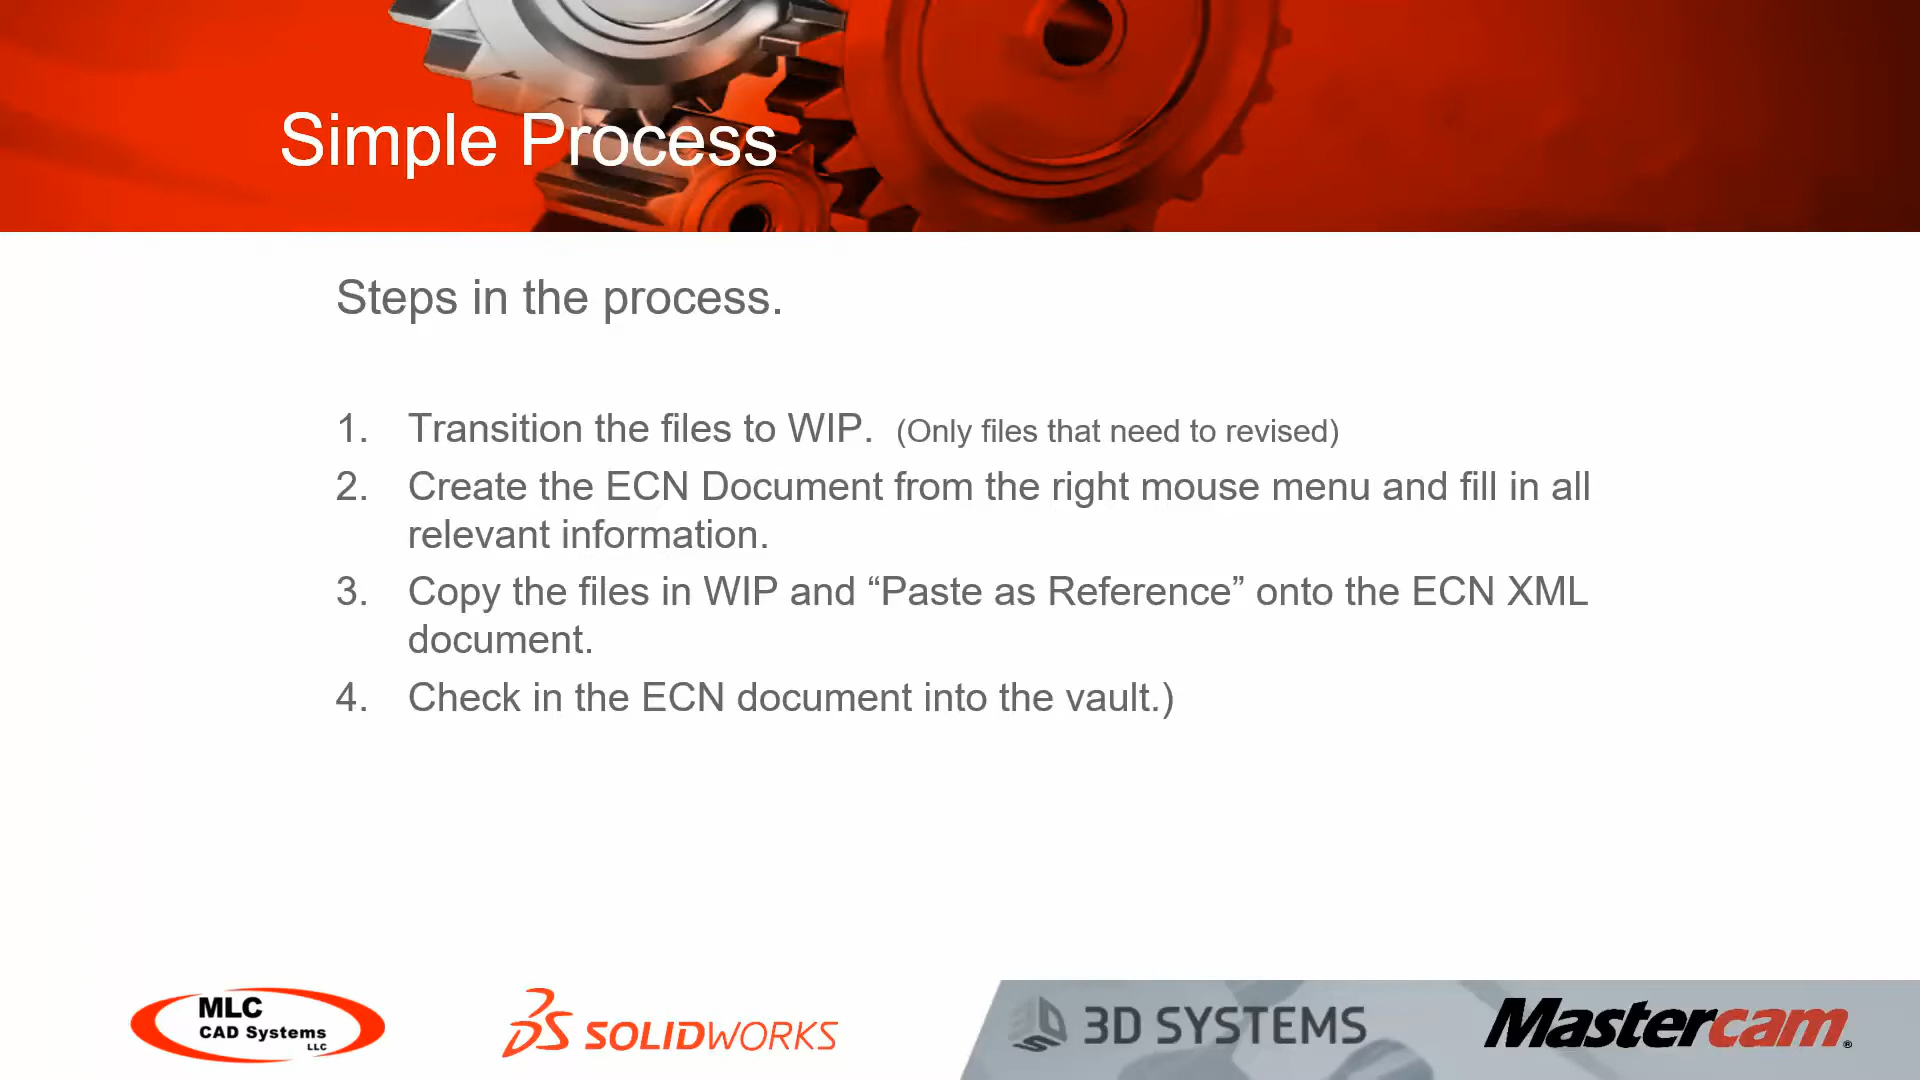 Simple Process
Steps in the process.
1. Transition the files to WIP. (Only files that need to revised)
2. Create the ECN Document from the right mouse menu and fill in all
relevant information.
3. Copy the files in WIP and “Paste as Reference” onto the ECN XML
document.
4. Check in the ECN document into the vault.)
MLC
CAD Systems
LLC
3DS SOLIDWORKS
3D SYSTEMS
Mastercam®